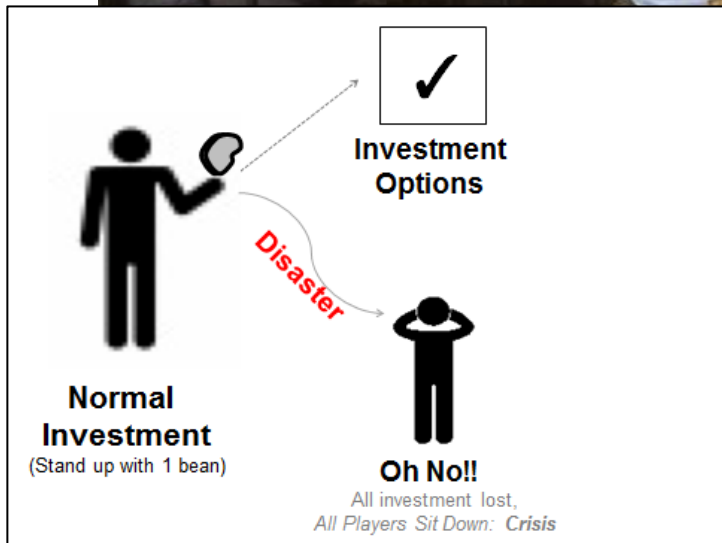 Investment
Options
Disaster
Normal
Investment
(Stand up with 1 bean)
Oh No!!
All investment lost,
All Players Sit Down: Crisis